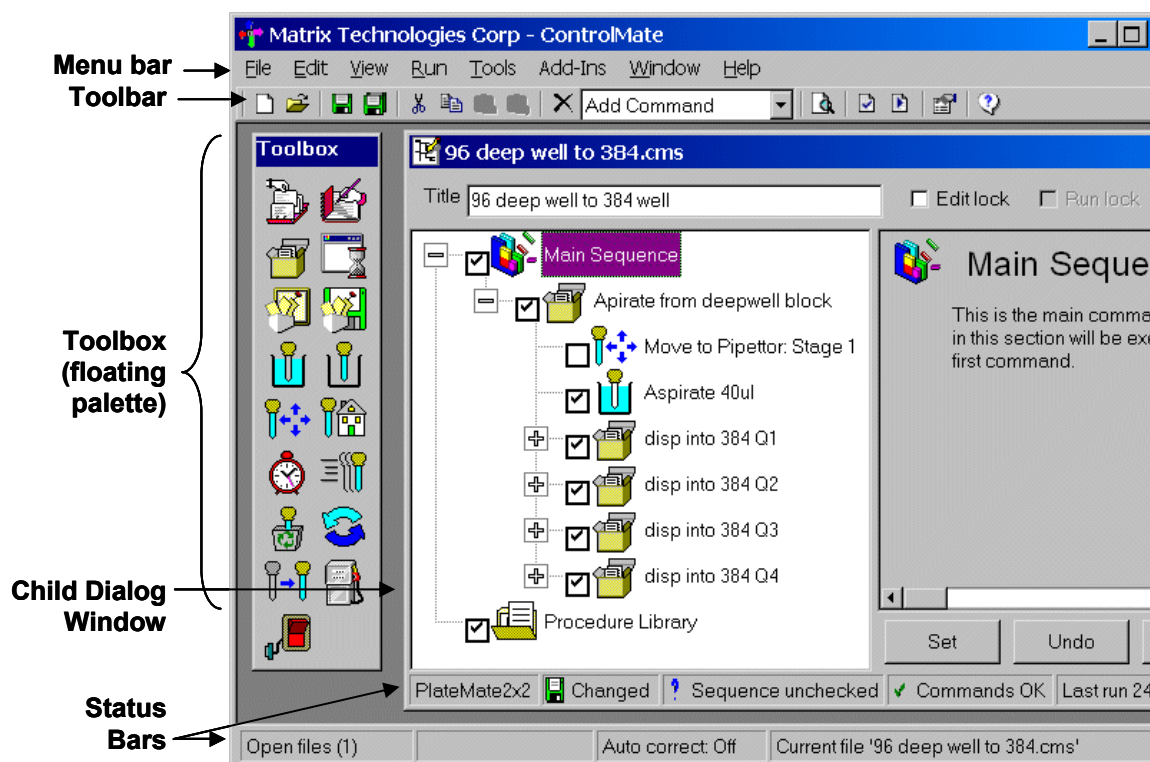 Matrix Technologies Corp - ControlMate
Menu bar
File Edit View Run Tools Add-Ins Window Help
Toolbar
Add Command
Toolbox
96 deep well to 384.cms
Title 96 deep well to 384 well
Edit lock Run lock
Main Sequence
Apirate from deepwell block
Move to Pipettor: Stage 1
Aspirate 40ul
disp into 384 Q1
disp into 384 Q2
disp into 384 Q3
disp into 384 Q4
Procedure Library
Main Seque
This is the main comma
in this section will be exe
first command.
Set Undo
Toolbox
(floating
palette)
Child Dialog
Window
PlateMate2x2 Changed Sequence unchecked Commands OK Last run 24
Status
Bars
Open files (1) Auto correct: Off Current file '96 deep well to 384.cms'